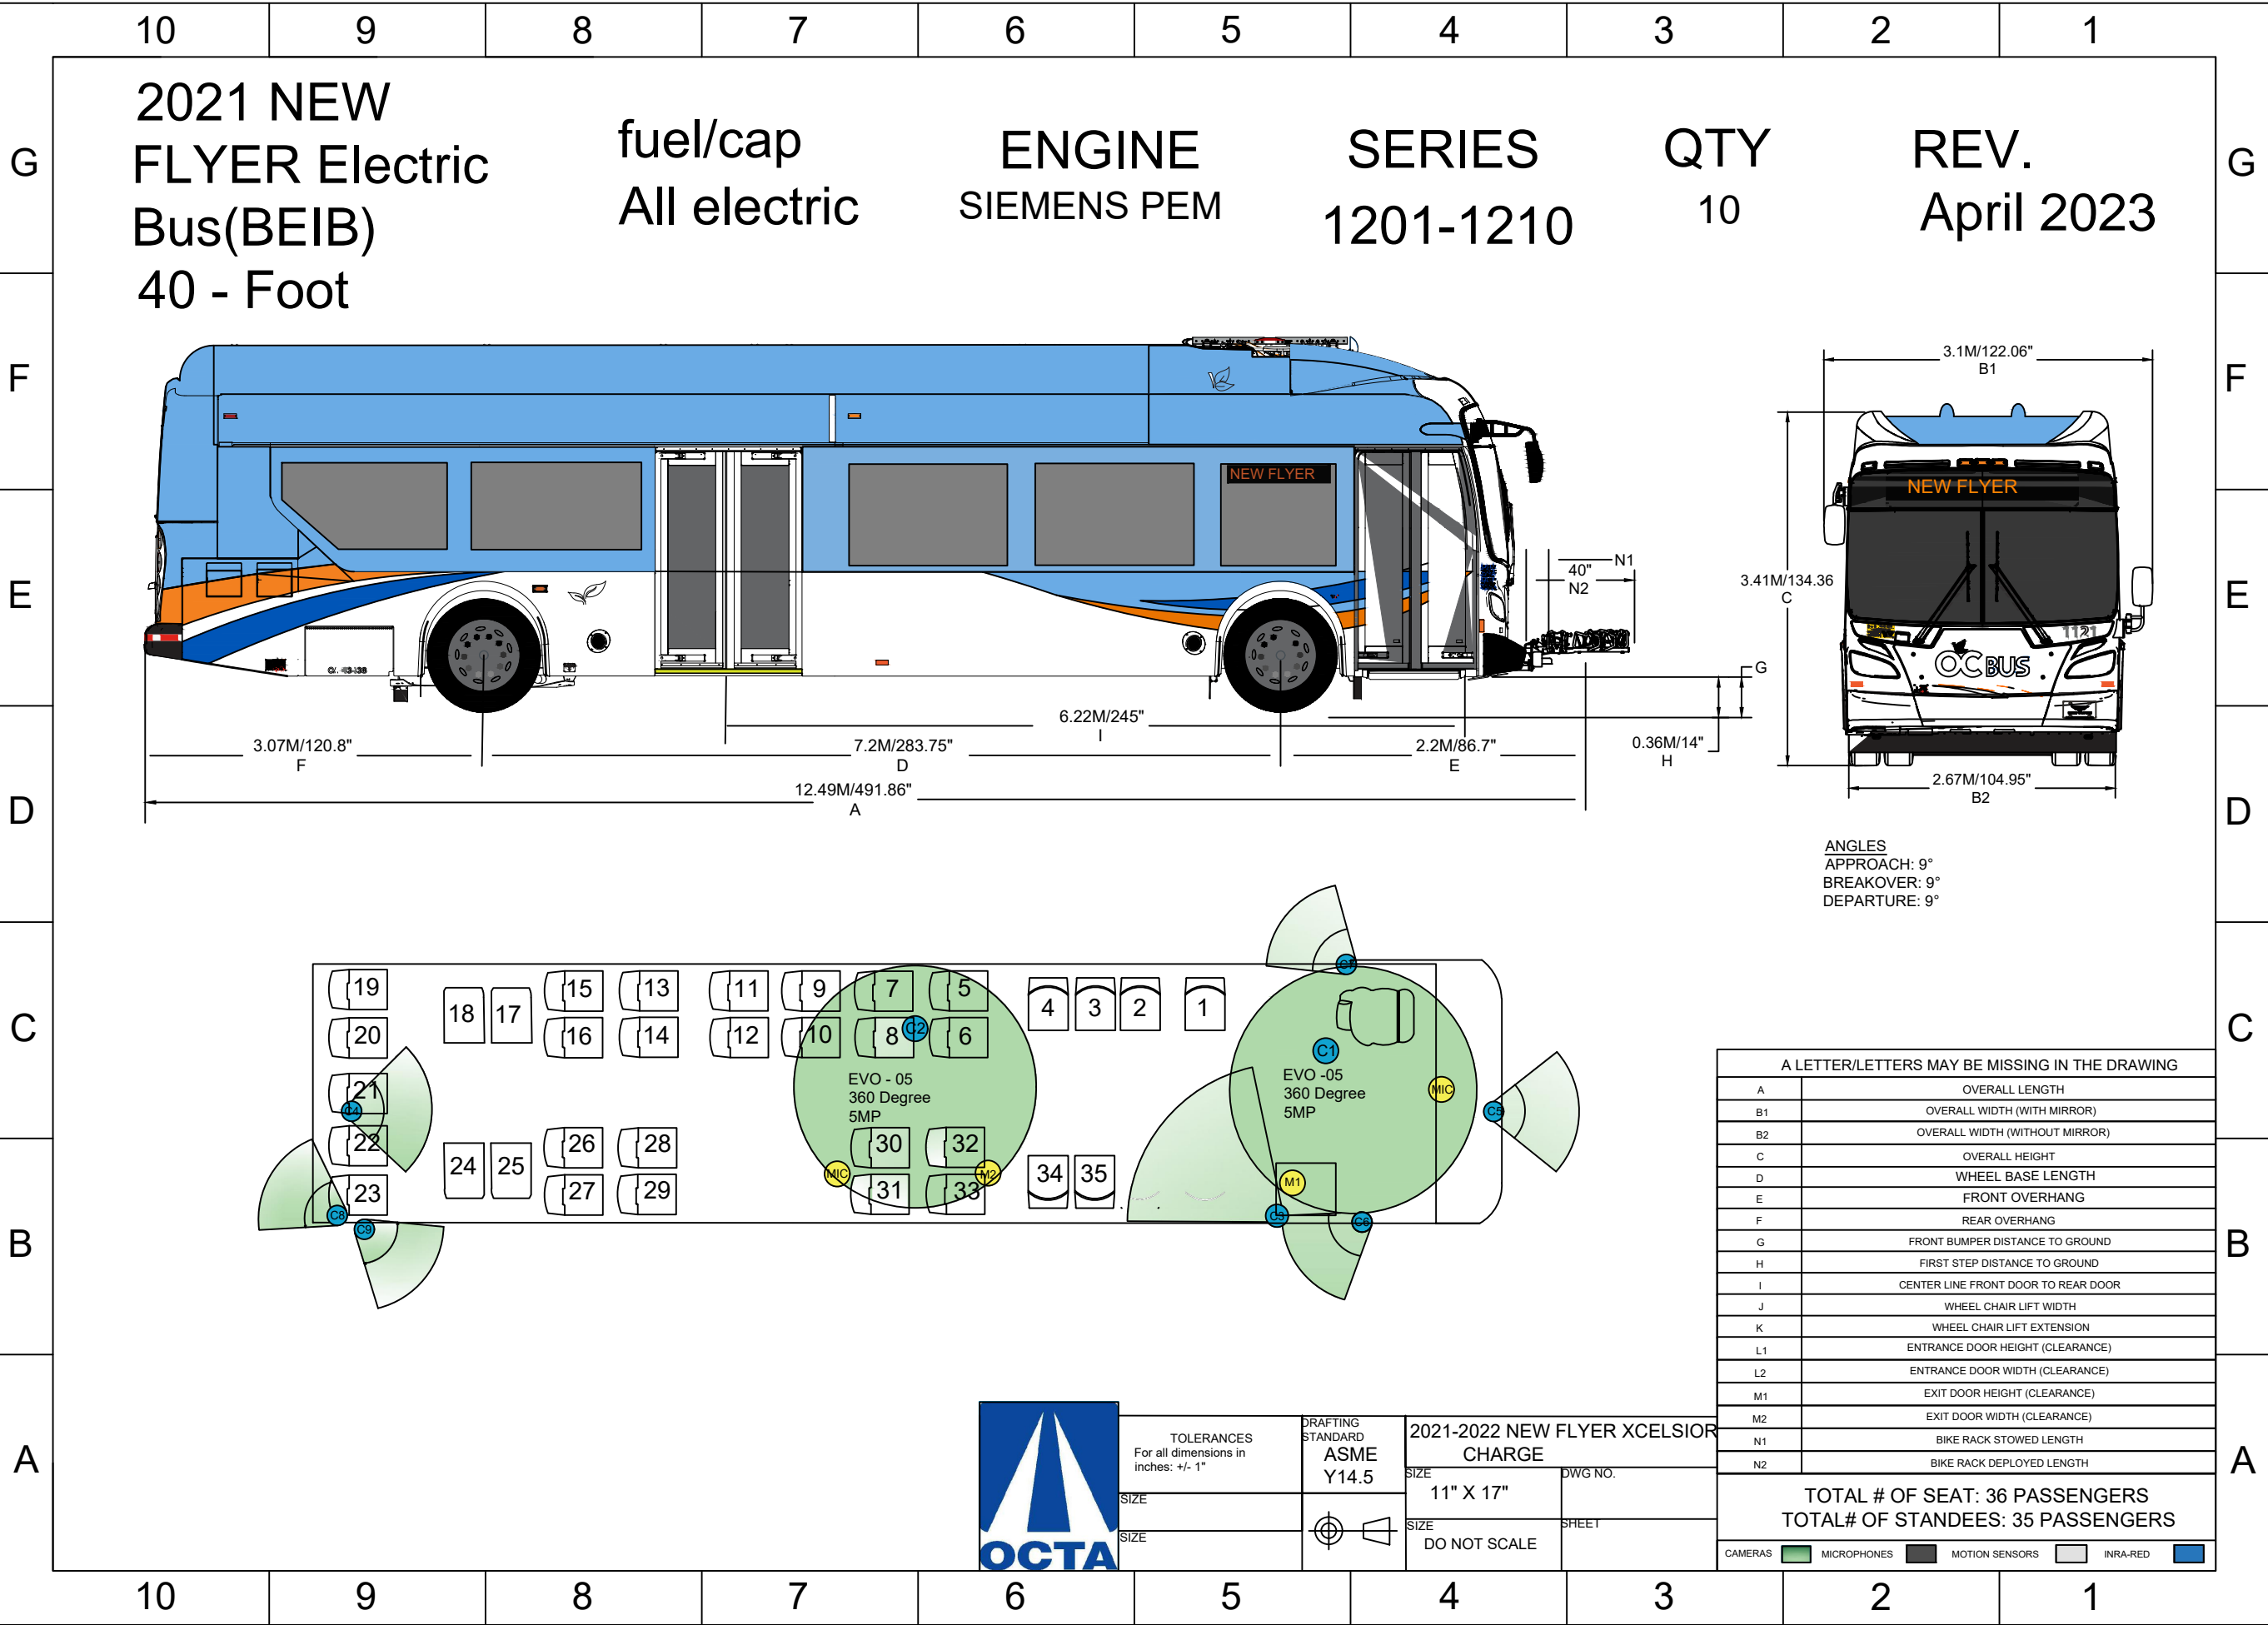 10 9 8 7 6 5 4 3 2 1
G G
2021 NEW
FLYER Electric
Bus(BEIB)
40 - Foot
fuel/cap
All electric
ENGINE
SIEMENS PEM
SERIES
1201-1210
QTY
10
REV.
April 2023
F F
NEW FLYER
3.1M/122.06"
B1
NEW FLYER
E E
N1
40"
N2
3.41M/134.36
C
1121
OC BUS
G
6.22M/245"
I
3.07M/120.8"
F
7.2M/283.75"
D
2.2M/86.7"
E
0.36M/14"
H
12.49M/491.86"
A
2.67M/104.95"
B2
D D
ANGLES
APPROACH: 9°
BREAKOVER: 9°
DEPARTURE: 9°
C C
C7
19 15 13 11 9 7 5
18 17 4 3 2 1
20 16 14 12 10 8 C2 6
C1
EVO - 05
360 Degree
5MP
EVO -05
360 Degree
5MP
MIC
21
C4
C5
22 26 28 30 32
24 25 34 35
MIC M2 M1
23 27 29 31 33
C8 C9 C3 C6
B B
A LETTER/LETTERS MAY BE MISSING IN THE DRAWING
A OVERALL LENGTH
B1 OVERALL WIDTH (WITH MIRROR)
B2 OVERALL WIDTH (WITHOUT MIRROR)
C OVERALL HEIGHT
D WHEEL BASE LENGTH
E FRONT OVERHANG
F REAR OVERHANG
G FRONT BUMPER DISTANCE TO GROUND
H FIRST STEP DISTANCE TO GROUND
I CENTER LINE FRONT DOOR TO REAR DOOR
J WHEEL CHAIR LIFT WIDTH
K WHEEL CHAIR LIFT EXTENSION
L1 ENTRANCE DOOR HEIGHT (CLEARANCE)
L2 ENTRANCE DOOR WIDTH (CLEARANCE)
M1 EXIT DOOR HEIGHT (CLEARANCE)
M2 EXIT DOOR WIDTH (CLEARANCE)
N1 BIKE RACK STOWED LENGTH
N2 BIKE RACK DEPLOYED LENGTH
TOTAL # OF SEAT: 36 PASSENGERS
TOTAL# OF STANDEES: 35 PASSENGERS
CAMERAS MICROPHONES MOTION SENSORS INRA-RED
A A
OCTA
TOLERANCES
For all dimensions in
inches: +/- 1"
SIZE
SIZE
DRAFTING
STANDARD
ASME
Y14.5
2021-2022 NEW FLYER XCELSIOR
CHARGE
SIZE
11" X 17"
DWG NO.
SIZE
DO NOT SCALE
SHEET
10 9 8 7 6 5 4 3 2 1